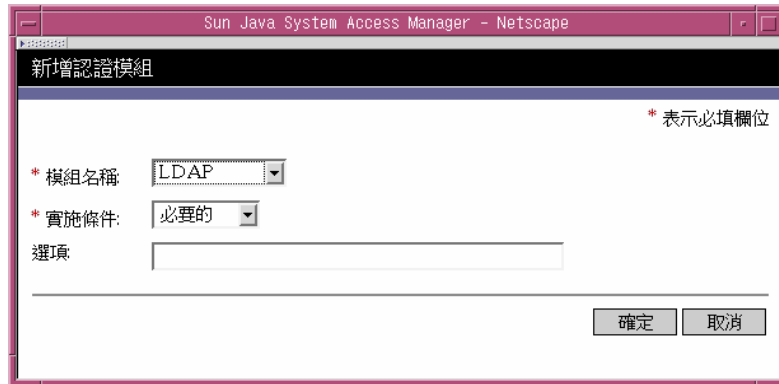 Sun Java System Access Manager - Netscape
新增認證模組
* 表示必填欄位
* 模組名稱: LDAP
* 實施條件: 必要的
選項:
確定 取消